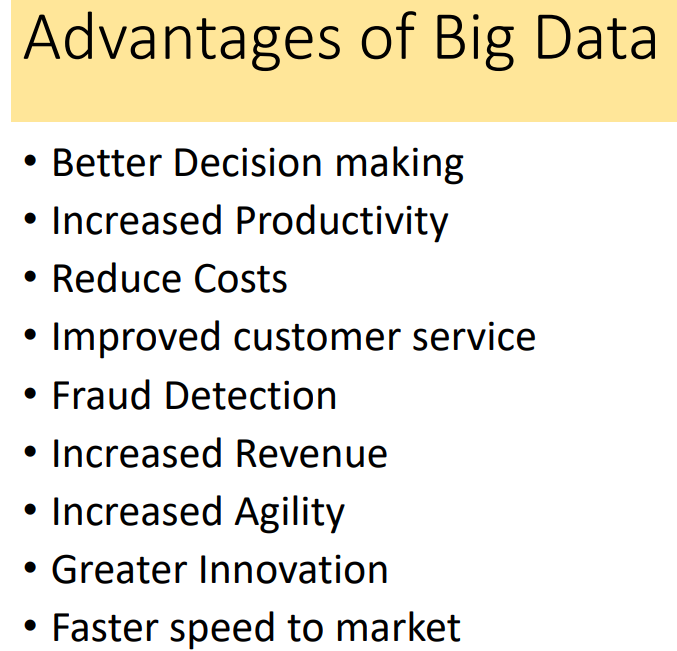 Advantages of Big Data
• Better Decision making
• Increased Productivity
• Reduce Costs
• Improved customer service
• Fraud Detection
• Increased Revenue
• Increased Agility
• Greater Innovation
• Faster speed to market